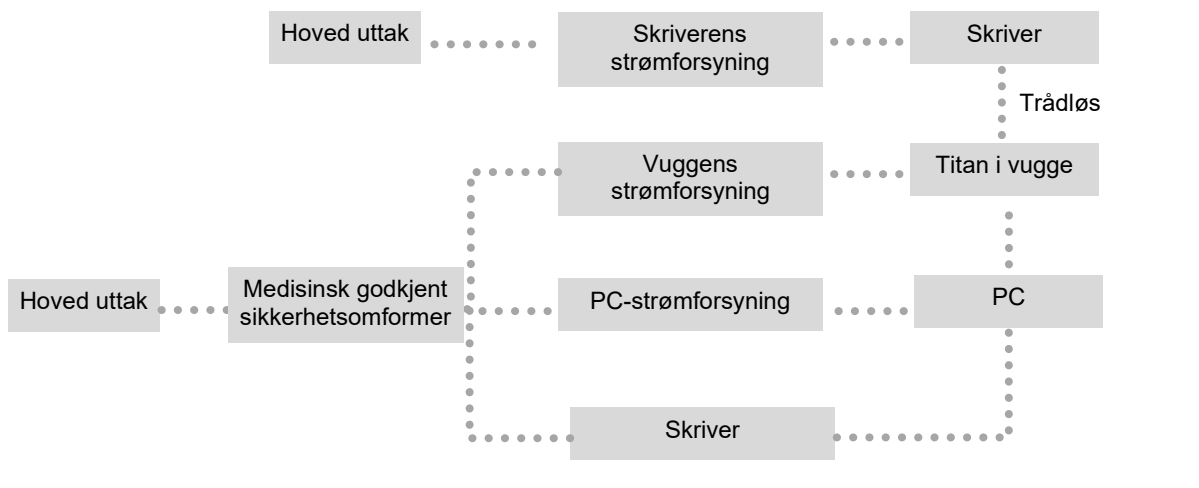 Hoved uttak
Skriverens
strømforsyning
Skriver
Trådløs
Vuggens
strømforsyning
Titan i vugge
Hoved uttak
Medisinsk godkjent
sikkerhetsomformer
PC-strømforsyning
PC
Skriver